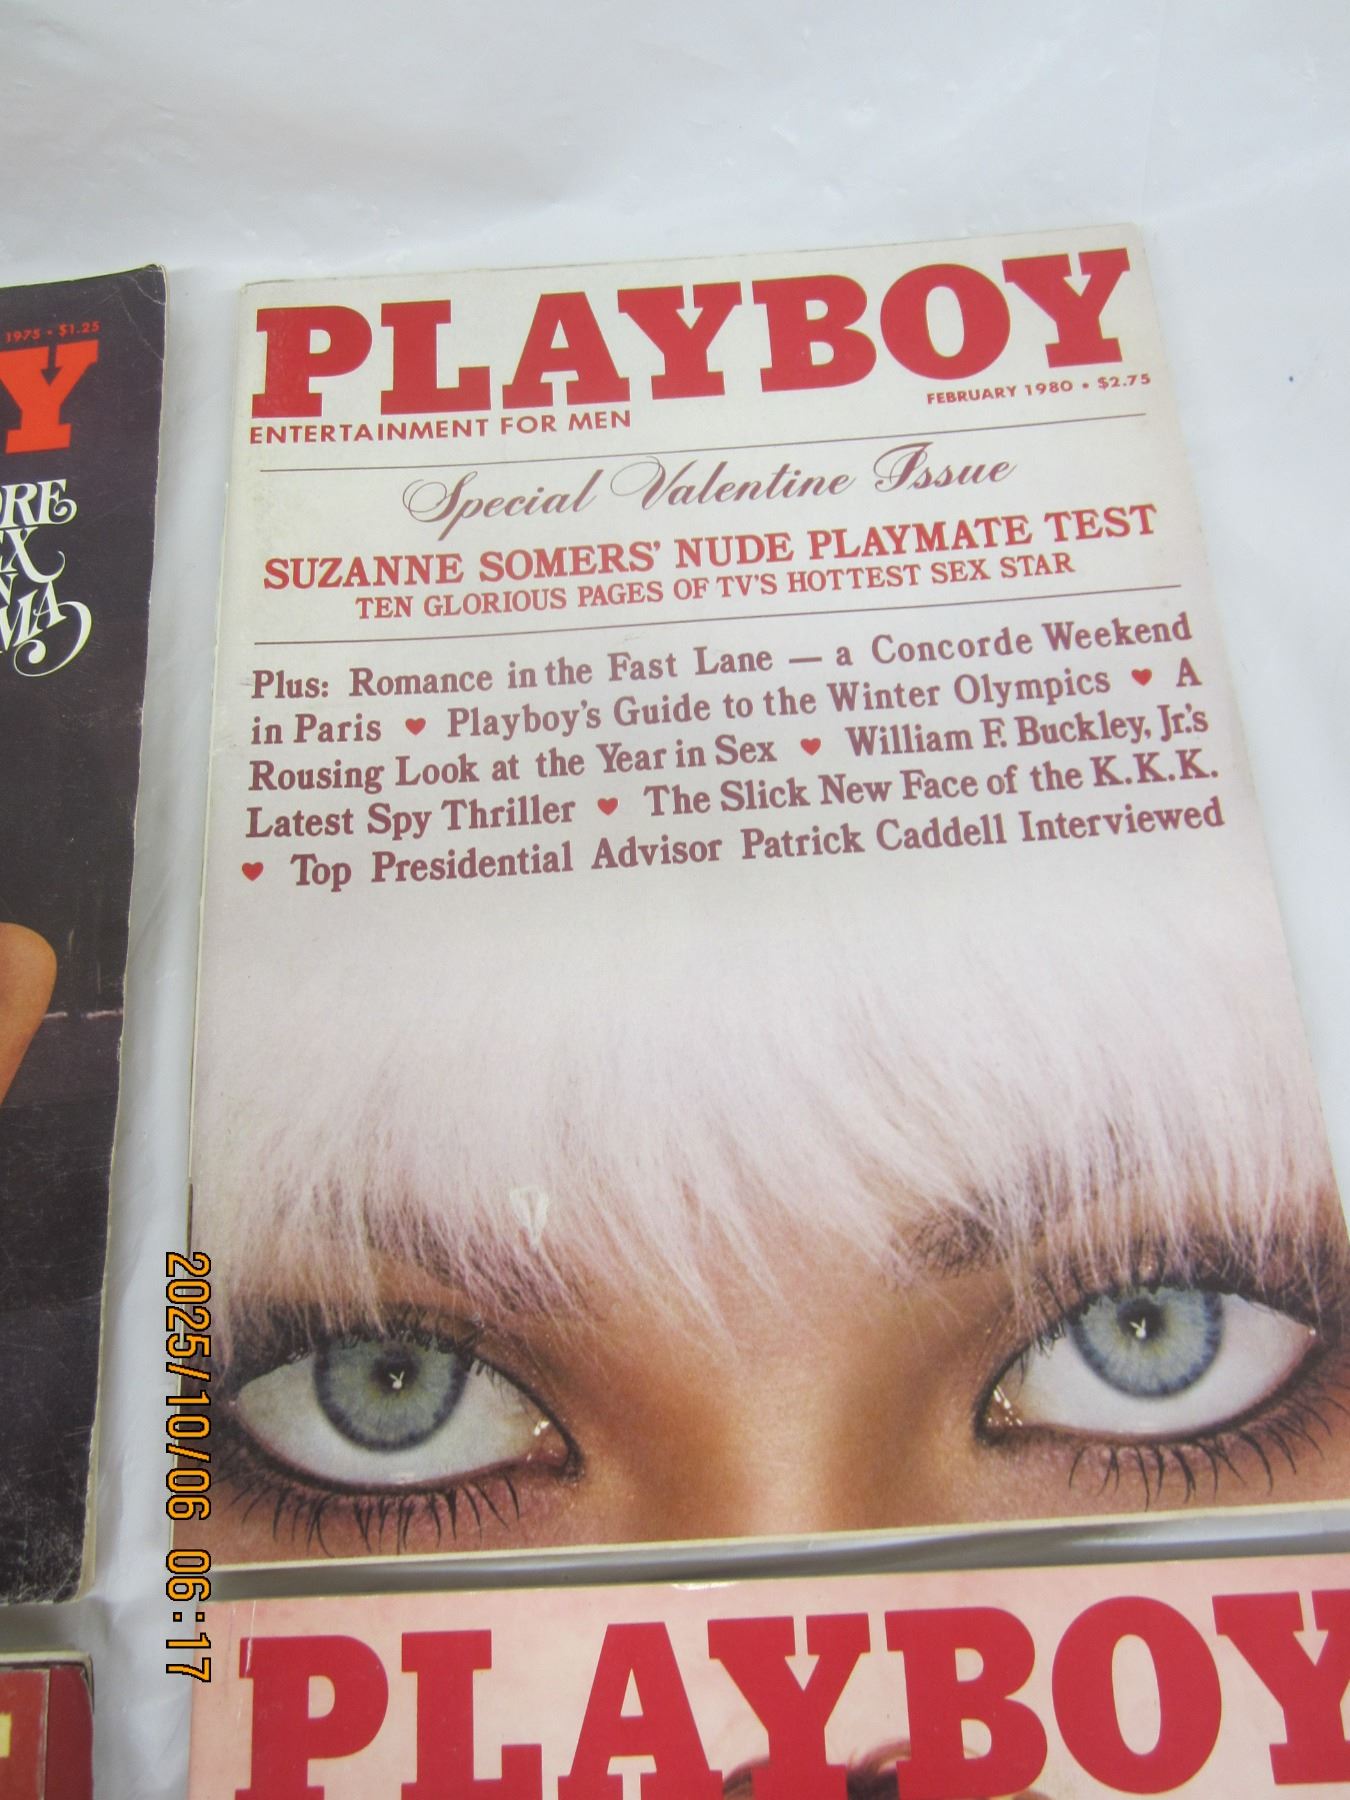 1975 • $1.25
Y
PLAYBOY
ENTERTAINMENT FOR MEN
FEBRUARY 1980 • $2.75
Special Valentine Issue
SUZANNE SOMERS' NUDE PLAYMATE TEST
TEN GLORIOUS PAGES OF TV'S HOTTEST SEX STAR
Plus: Romance in the Fast Lane — a Concorde Weekend
in Paris ♥ Playboy's Guide to the Winter Olympics ♥ A
Rousing Look at the Year in Sex ♥ William F. Buckley, Jr.'s
Latest Spy Thriller ♥ The Slick New Face of the K.K.K.
♥ Top Presidential Advisor Patrick Caddell Interviewed
2025/10/06 06:17
PLAYBOY